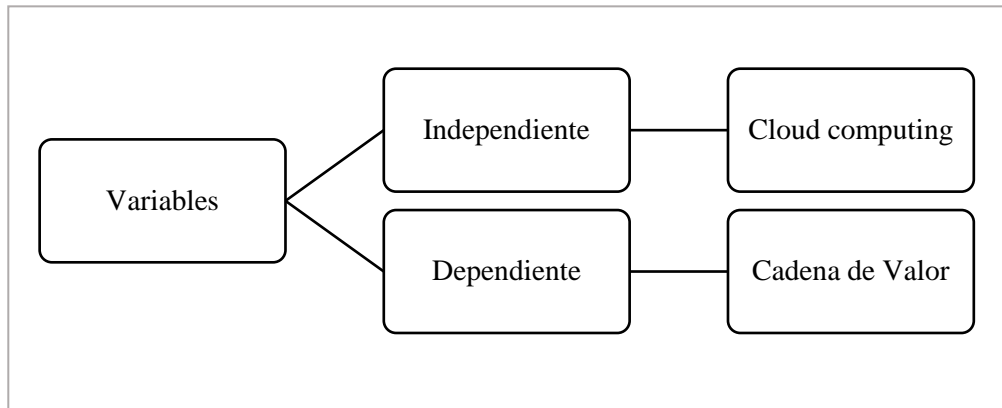 Variables
Independiente
Cloud computing
Dependiente
Cadena de Valor